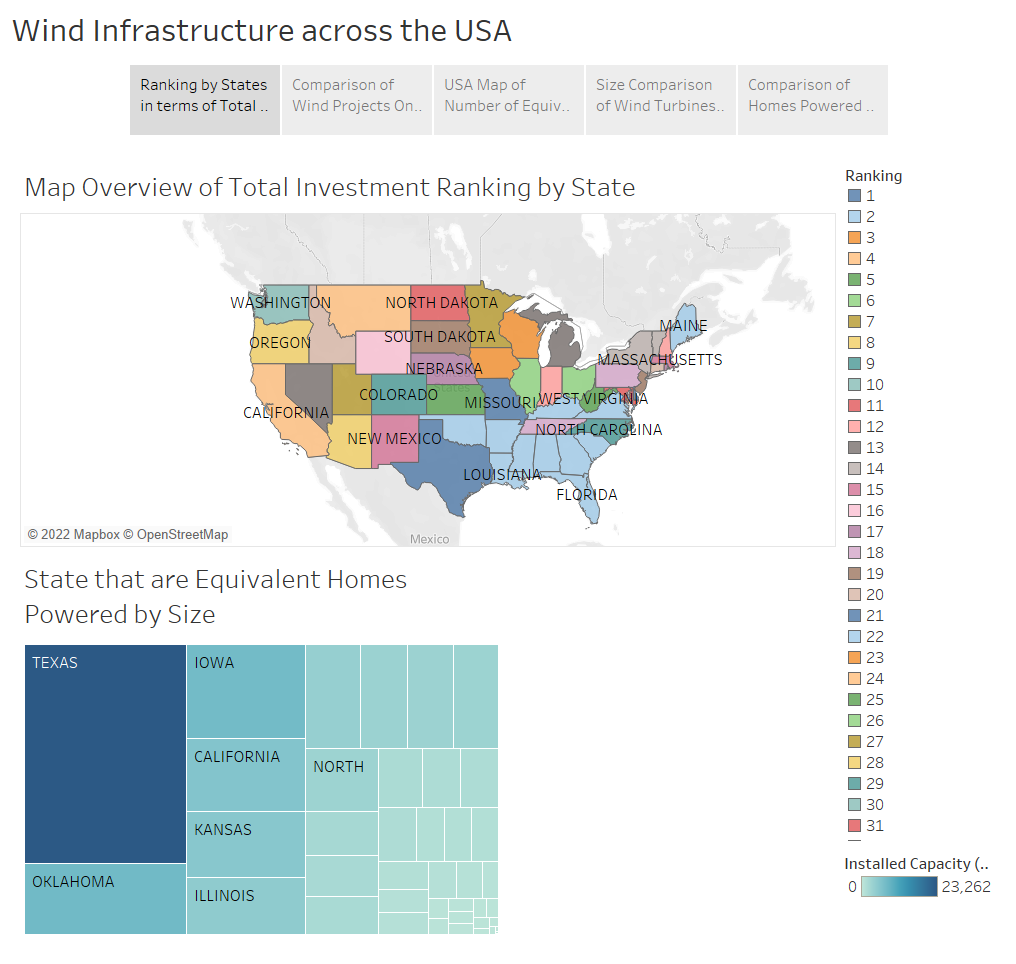 Wind Infrastructure across the USA
Ranking by States
in terms of Total ..
Comparison of
Wind Projects On..
USA Map of
Number of Equiv..
Size Comparison
of Wind Turbines..
Comparison of
Homes Powered ..
Map Overview of Total Investment Ranking by State
WASHINGTON
NORTH DAKOTA
MAINE
OREGON
SOUTH DAKOTA
MASSACHUSETTS
NEBRASKA
COLORADO
MISSOURI
WEST VIRGINIA
CALIFORNIA
NEW MEXICO
NORTH CAROLINA
LOUISIANA
FLORIDA
Mexico
© 2022 Mapbox © OpenStreetMap
Ranking
1
2
3
4
5
6
7
8
9
10
11
12
13
14
15
16
17
18
19
20
21
22
23
24
25
26
27
28
29
30
31
State that are Equivalent Homes
Powered by Size
TEXAS
IOWA
CALIFORNIA
NORTH
KANSAS
OKLAHOMA
ILLINOIS
Installed Capacity (..
0
23,262